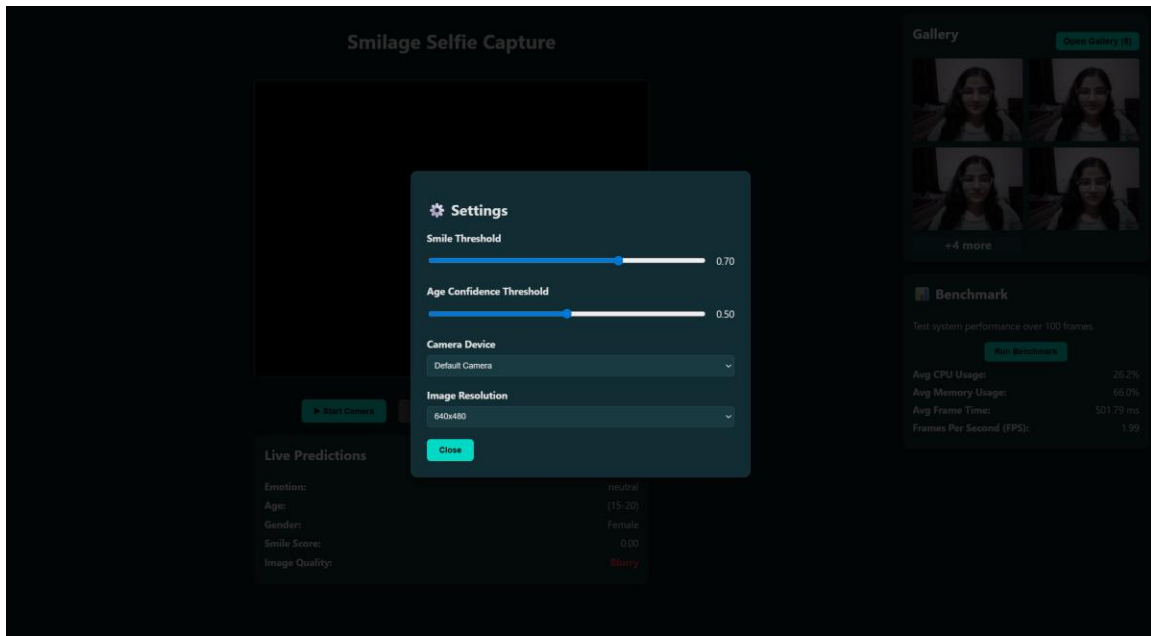 Smilage Selfie Capture
Gallery
Open Gallery (8)
+4 more
Settings
Smile Threshold
0.70
Age Confidence Threshold
0.50
Camera Device
Default Camera
Image Resolution
640x480
Close
Start Camera
Live Predictions
Emotion: neutral
Age: (15-20)
Gender: Female
Smile Score: 0.00
Image Quality: Blurry
Benchmark
Test system performance over 100 frames
Run Benchmark
Avg CPU Usage: 26.2%
Avg Memory Usage: 66.0%
Avg Frame Time: 501.79 ms
Frames Per Second (FPS): 1.99